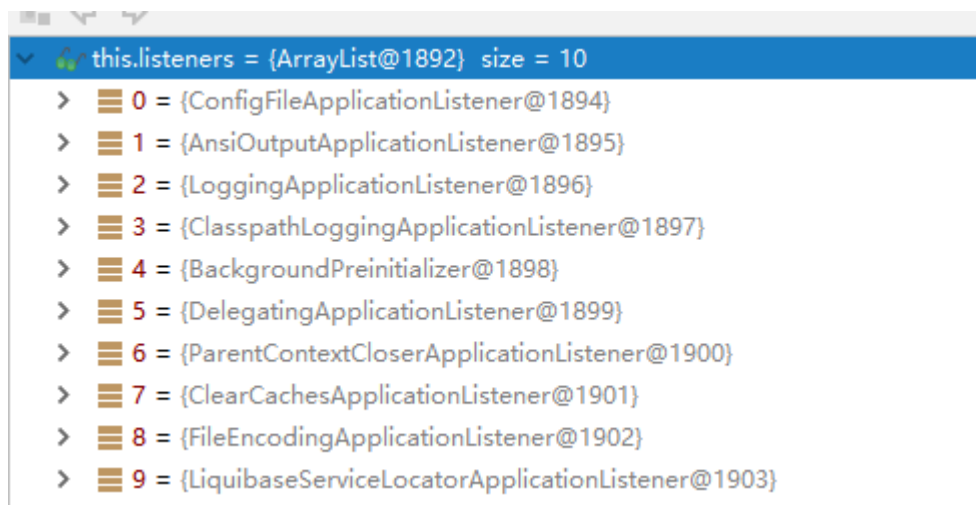 this.listeners = {ArrayList@1892} size = 10
0 = {ConfigFileApplicationListener@1894}
1 = {AnsiOutputApplicationListener@1895}
2 = {LoggingApplicationListener@1896}
3 = {ClasspathLoggingApplicationListener@1897}
4 = {BackgroundPreinitializer@1898}
5 = {DelegatingApplicationListener@1899}
6 = {ParentContextCloserApplicationListener@1900}
7 = {ClearCachesApplicationListener@1901}
8 = {FileEncodingApplicationListener@1902}
9 = {LiquibaseServiceLocatorApplicationListener@1903}